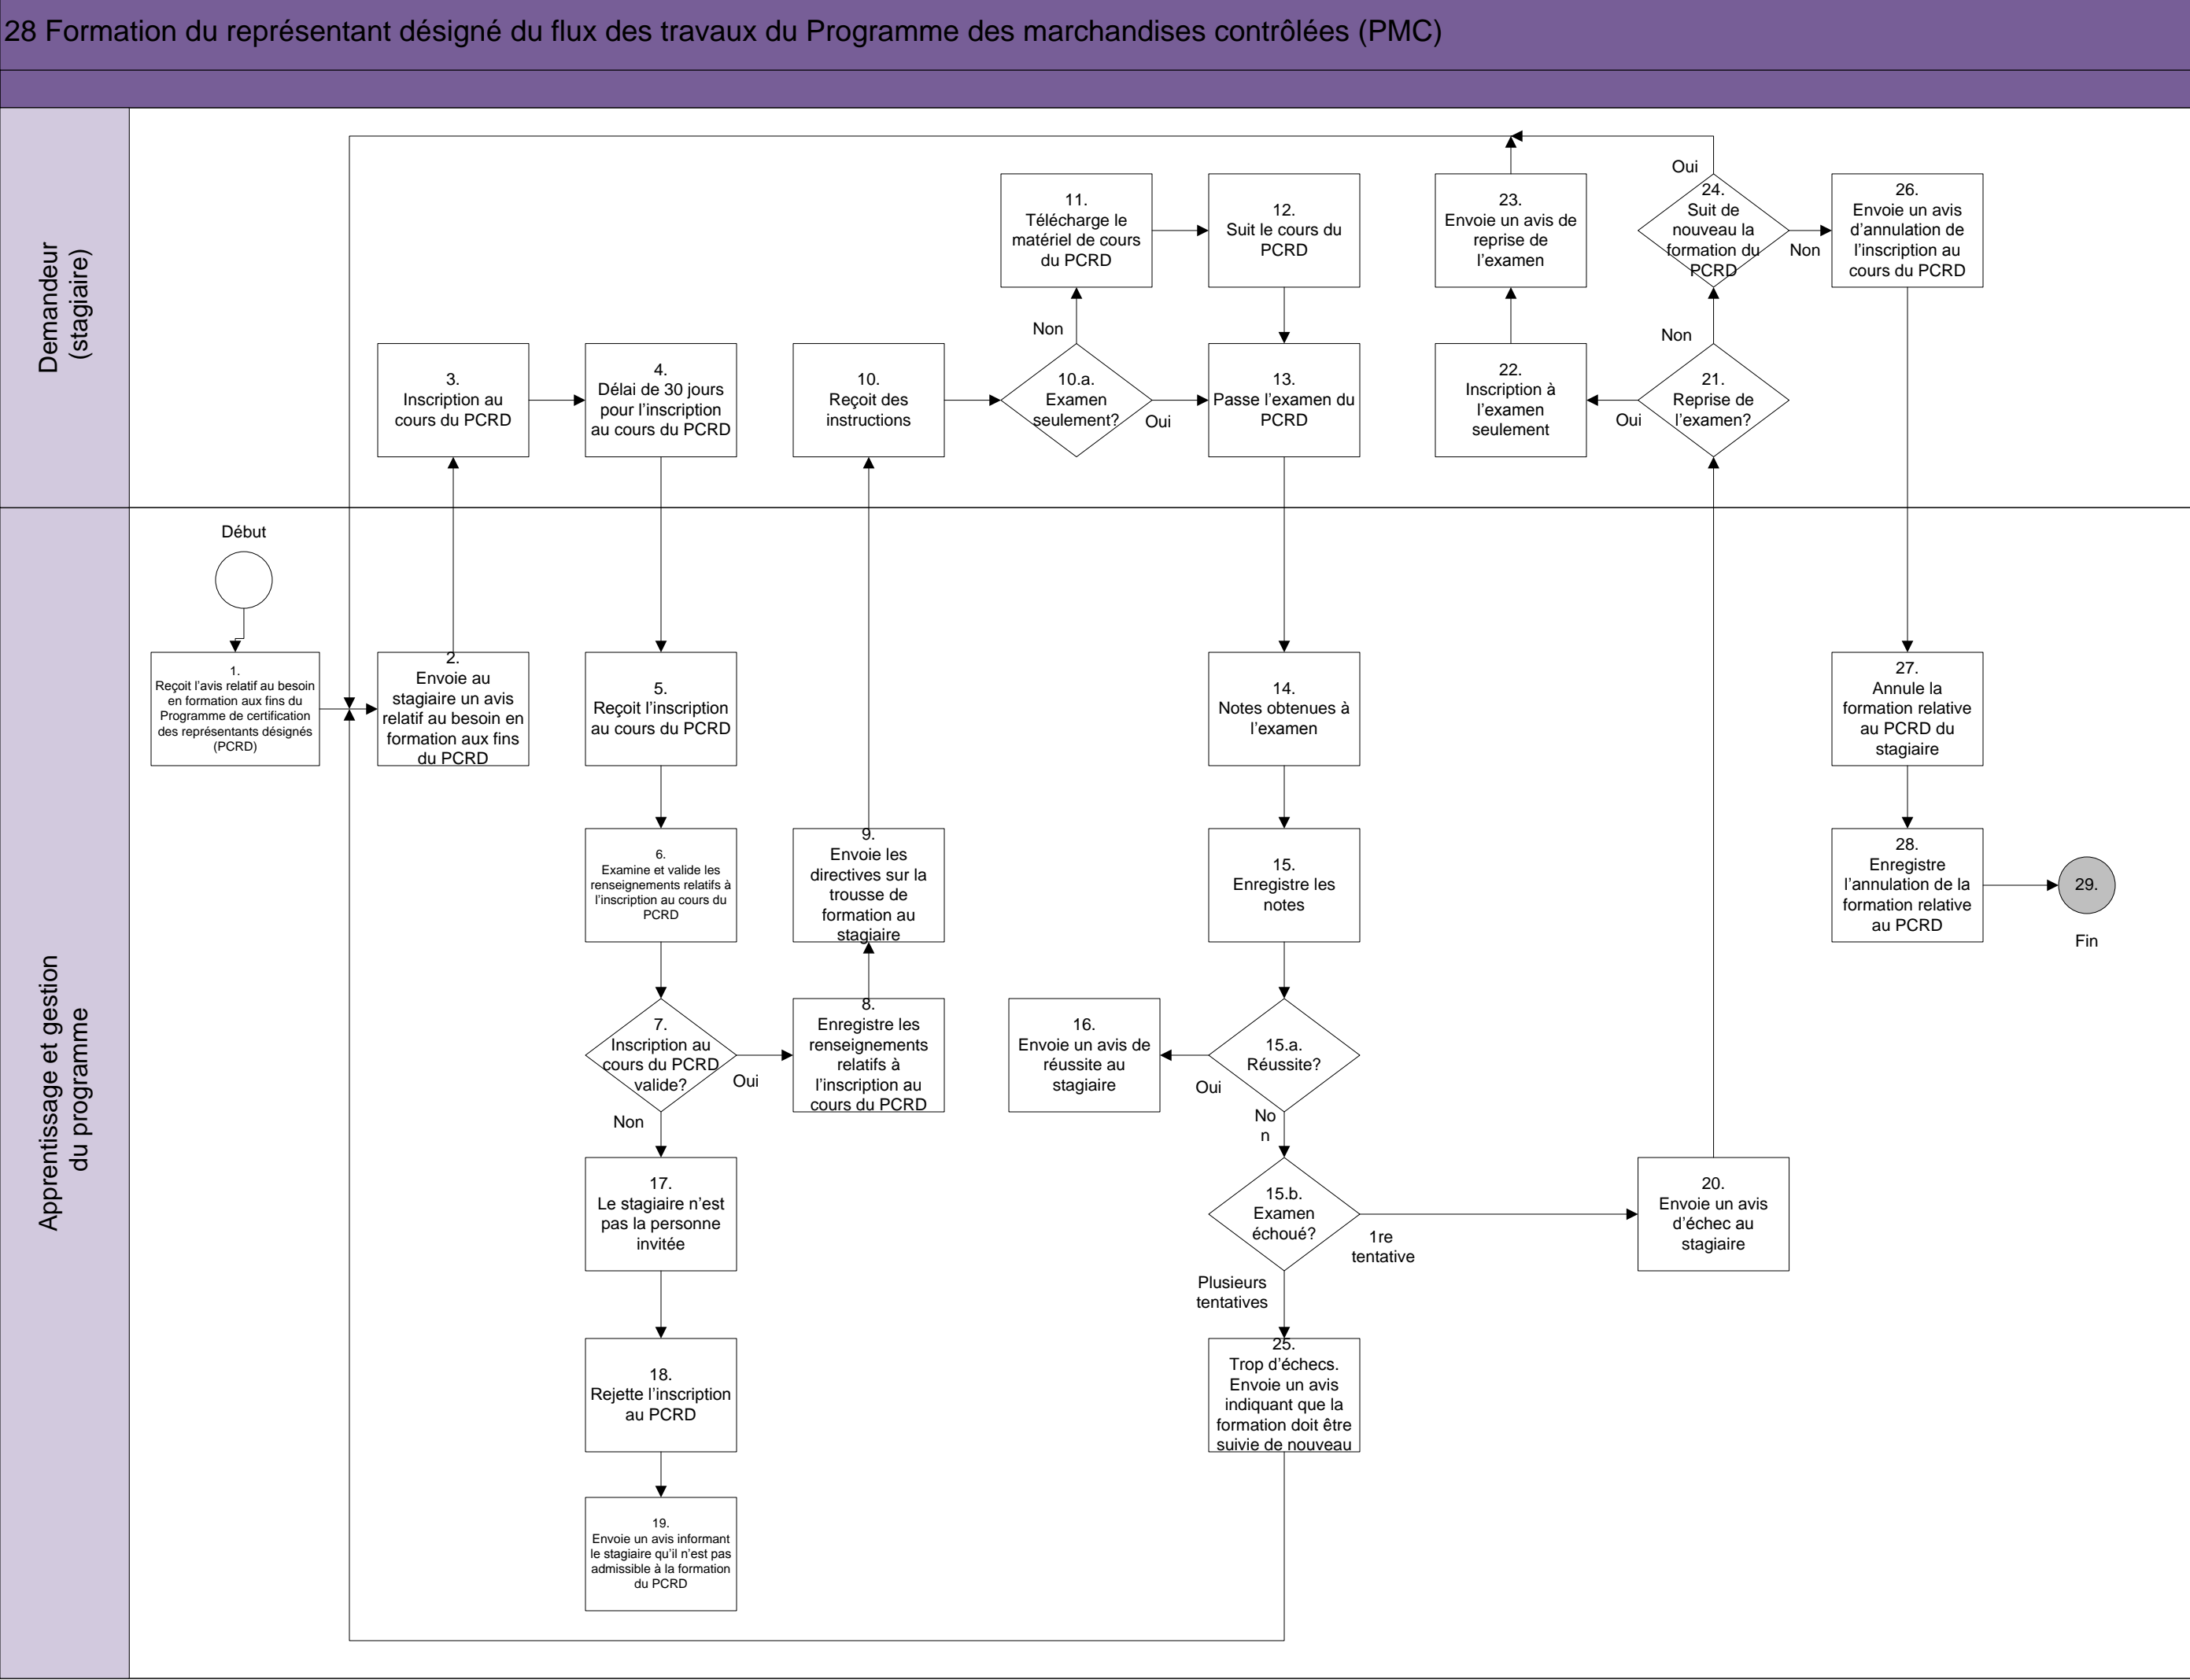 28 Formation du représentant désigné du flux des travaux du Programme des marchandises contrôlées (PMC)
Demandeur
(stagiaire)
3.
Inscription au
cours du PCRD
4.
Délai de 30 jours
pour l’inscription
au cours du PCRD
10.
Reçoit des
instructions
10.a.
Examen
seulement?
Non
Oui
11.
Télécharge le
matériel de cours
du PCRD
12.
Suit le cours du
PCRD
13.
Passe l’examen du
PCRD
23.
Envoie un avis de
reprise de
l’examen
22.
Inscription à
l’examen
seulement
Oui
21.
Reprise de
l’examen?
Non
24.
Suit de
nouveau la
formation du
PCRD
Oui
Non
26.
Envoie un avis
d’annulation de
l’inscription au
cours du PCRD
Apprentissage et gestion
du programme
Début
1.
Reçoit l’avis relatif au besoin
en formation aux fins du
Programme de certification
des représentants désignés
(PCRD)
2.
Envoie au
stagiaire un avis
relatif au besoin en
formation aux fins
du PCRD
5.
Reçoit l’inscription
au cours du PCRD
6.
Examine et valide les
renseignements relatifs à
l’inscription au cours du
PCRD
7.
Inscription au
cours du PCRD
valide?
Oui
Non
8.
Enregistre les
renseignements
relatifs à
l’inscription au
cours du PCRD
9.
Envoie les
directives sur la
trousse de
formation au
stagiaire
14.
Notes obtenues à
l’examen
15.
Enregistre les
notes
15.a.
Réussite?
Oui
No
n
16.
Envoie un avis de
réussite au
stagiaire
15.b.
Examen
échoué?
1re
tentative
Plusieurs
tentatives
17.
Le stagiaire n’est
pas la personne
invitée
18.
Rejette l’inscription
au PCRD
19.
Envoie un avis informant
le stagiaire qu’il n’est pas
admissible à la formation
du PCRD
20.
Envoie un avis
d’échec au
stagiaire
25.
Trop d’échecs.
Envoie un avis
indiquant que la
formation doit être
suivie de nouveau
27.
Annule la
formation relative
au PCRD du
stagiaire
28.
Enregistre
l’annulation de la
formation relative
au PCRD
29.
Fin